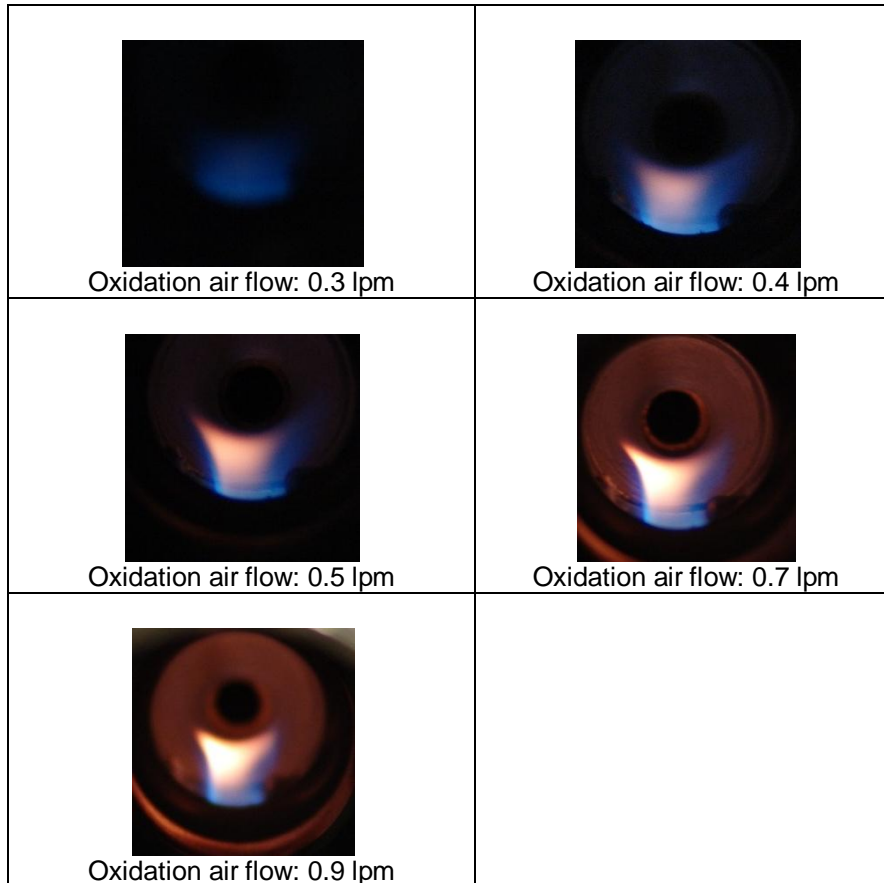 Oxidation air flow: 0.3 lpm
Oxidation air flow: 0.4 lpm
Oxidation air flow: 0.5 lpm
Oxidation air flow: 0.7 lpm
Oxidation air flow: 0.9 lpm